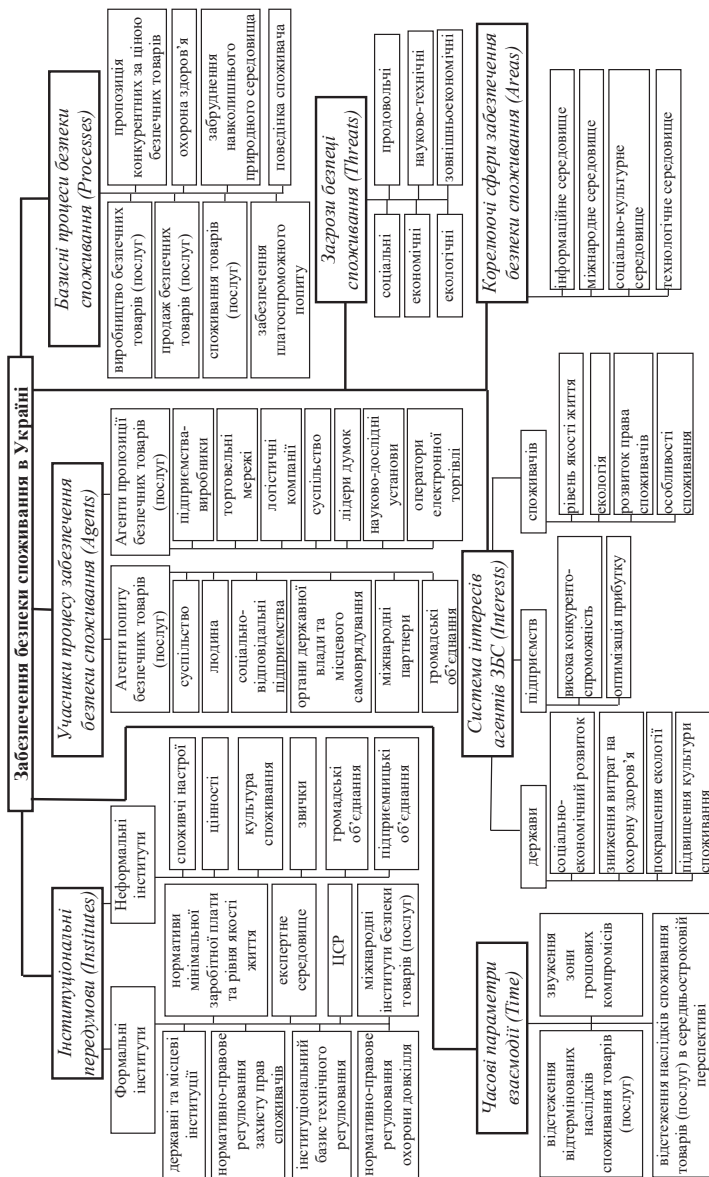 Забезпечення безпеки споживання в Україні
Інституціональні
передумови (Institutes)
Формальні
інститути
державні та місцеві
інституції
нормативно-правове
регулювання
захисту прав
споживачів
інституціональний
базис технічного
регулювання
нормативно-правове
регулювання
охорони довкілля
нормативи
мінімальної
заробітної плати
та рівня якості
життя
експертне
середовище
ЦСР
міжнародні
інститути безпеки
товарів (послуг)
Неформальні
інститути
споживчі настрої
цінності
культура
споживання
звички
громадські
об’єднання
підприємницькі
об’єднання
Учасники процесу забезпечення
безпеки споживання (Agents)
Агенти попиту
безпечних товарів
(послуг)
суспільство
людина
соціально-
відповідальні
підприємства
органи державної
влади та
місцевого
самоврядування
міжнародні
партнери
громадські
об’єднання
Агенти пропозиції
безпечних товарів
(послуг)
підприємства-
виробники
торговельні
мережі
логістичні
компанії
суспільство
лідери думок
науково-дослідні
установи
оператори
електронної
торгівлі
Базисні процеси безпеки
споживання (Processes)
виробництво безпечних
товарів (послуг)
продаж безпечних
товарів (послуг)
споживання товарів
(послуг)
забезпечення
платоспроможного
попиту
пропозиція
конкурентних за ціною
безпечних товарів
охорона здоров’я
забруднення
навколишнього
природного середовища
поведінка споживача
Загрози безпеці
споживання (Threats)
соціальні
економічні
екологічні
продовольчі
науково-технічні
зовнішньоекономічні
Часові параметри
взаємодії (Time)
відстеження
відтермінованих
наслідків
споживання товарів
(послуг)
звуження
зони
грошових
компромісів
відстеження наслідків споживання
товарів (послуг) в середньостроковій
перспективі
Система інтересів
агентів ЗБС (Interests)
держави
соціально-
економічний розвиток
зниження витрат на
охорону здоров’я
покращення екології
підвищення культури
споживання
підприємств
висока конкуренто-
спроможність
оптимізація прибутку
споживачів
рівень якості життя
екологія
розвиток права
споживачів
особливості
споживання
Корелюючі сфери забезпечення
безпеки споживання (Areas)
інформаційне середовище
міжнародне середовище
соціально-культурне
середовище
технологічне середовище